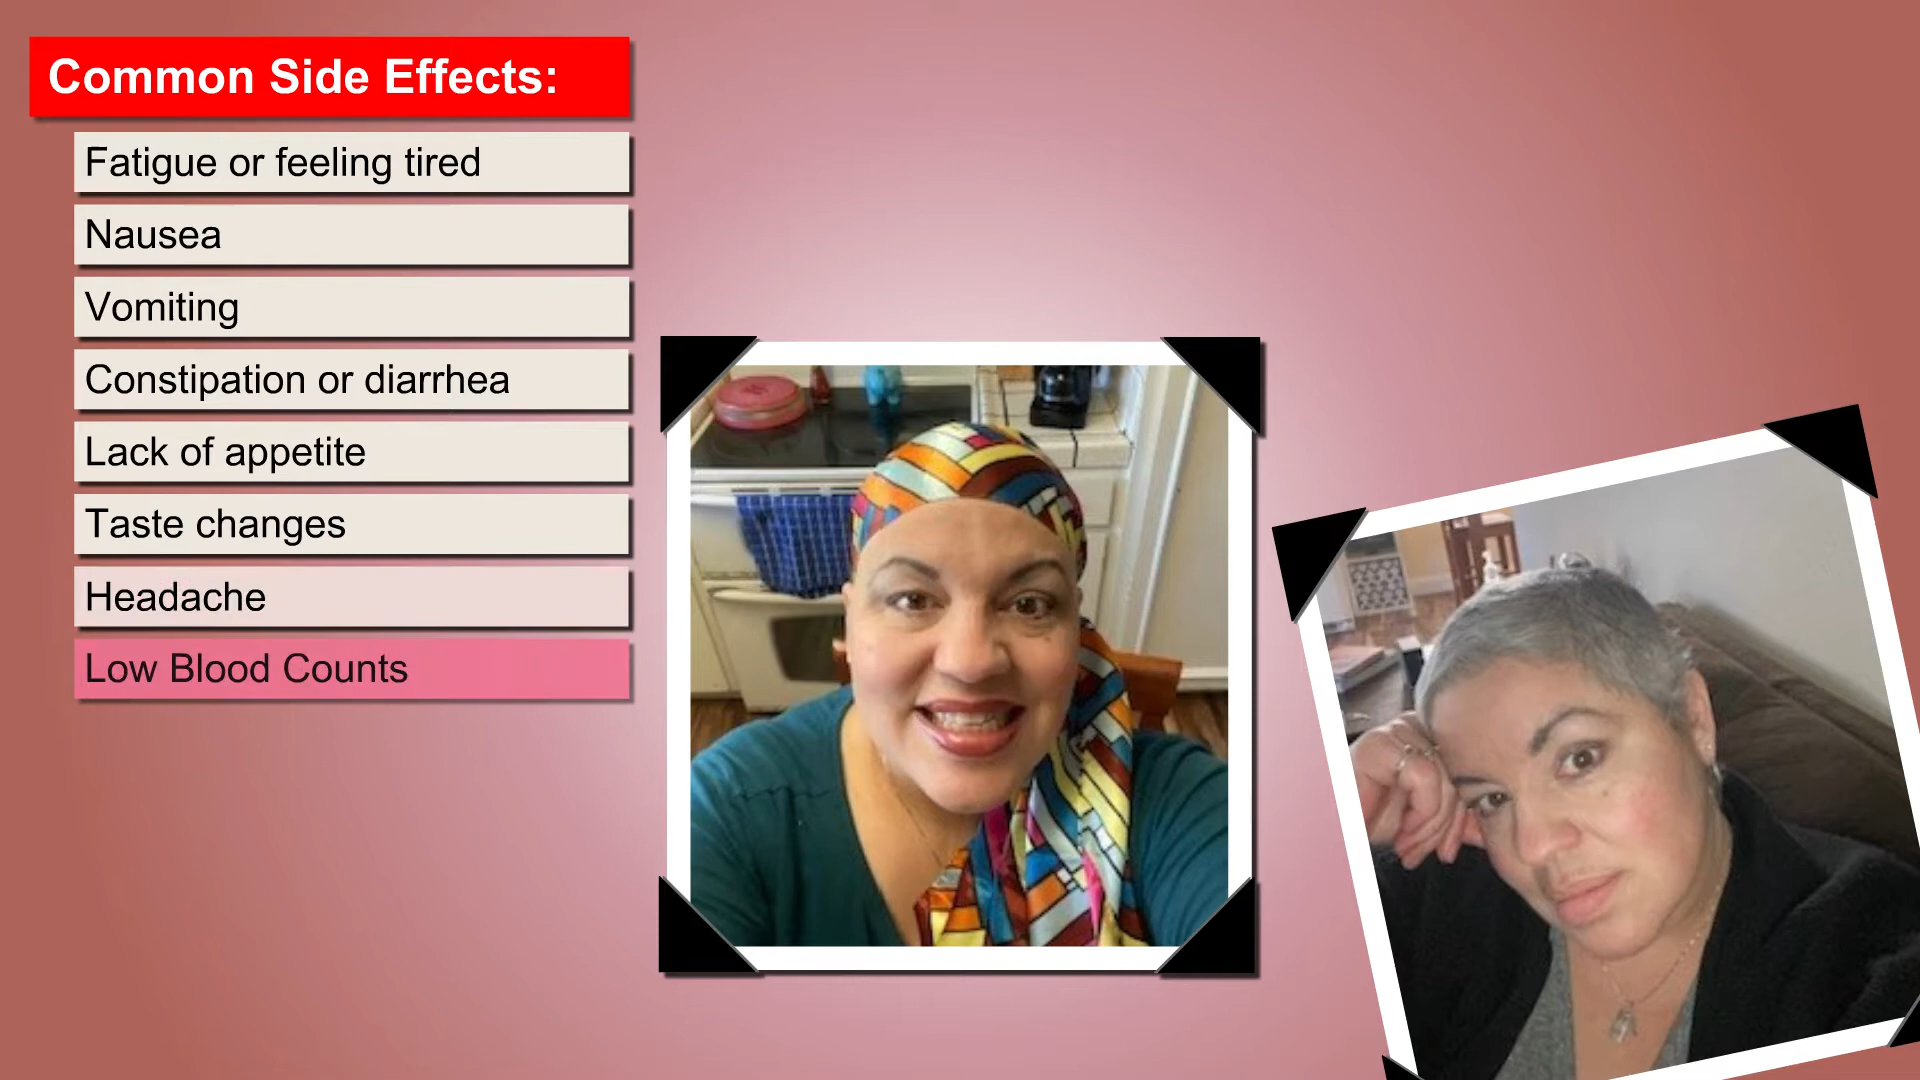 Common Side Effects:
Fatigue or feeling tired
Nausea
Vomiting
Constipation or diarrhea
Lack of appetite
Taste changes
Headache
Low Blood Counts